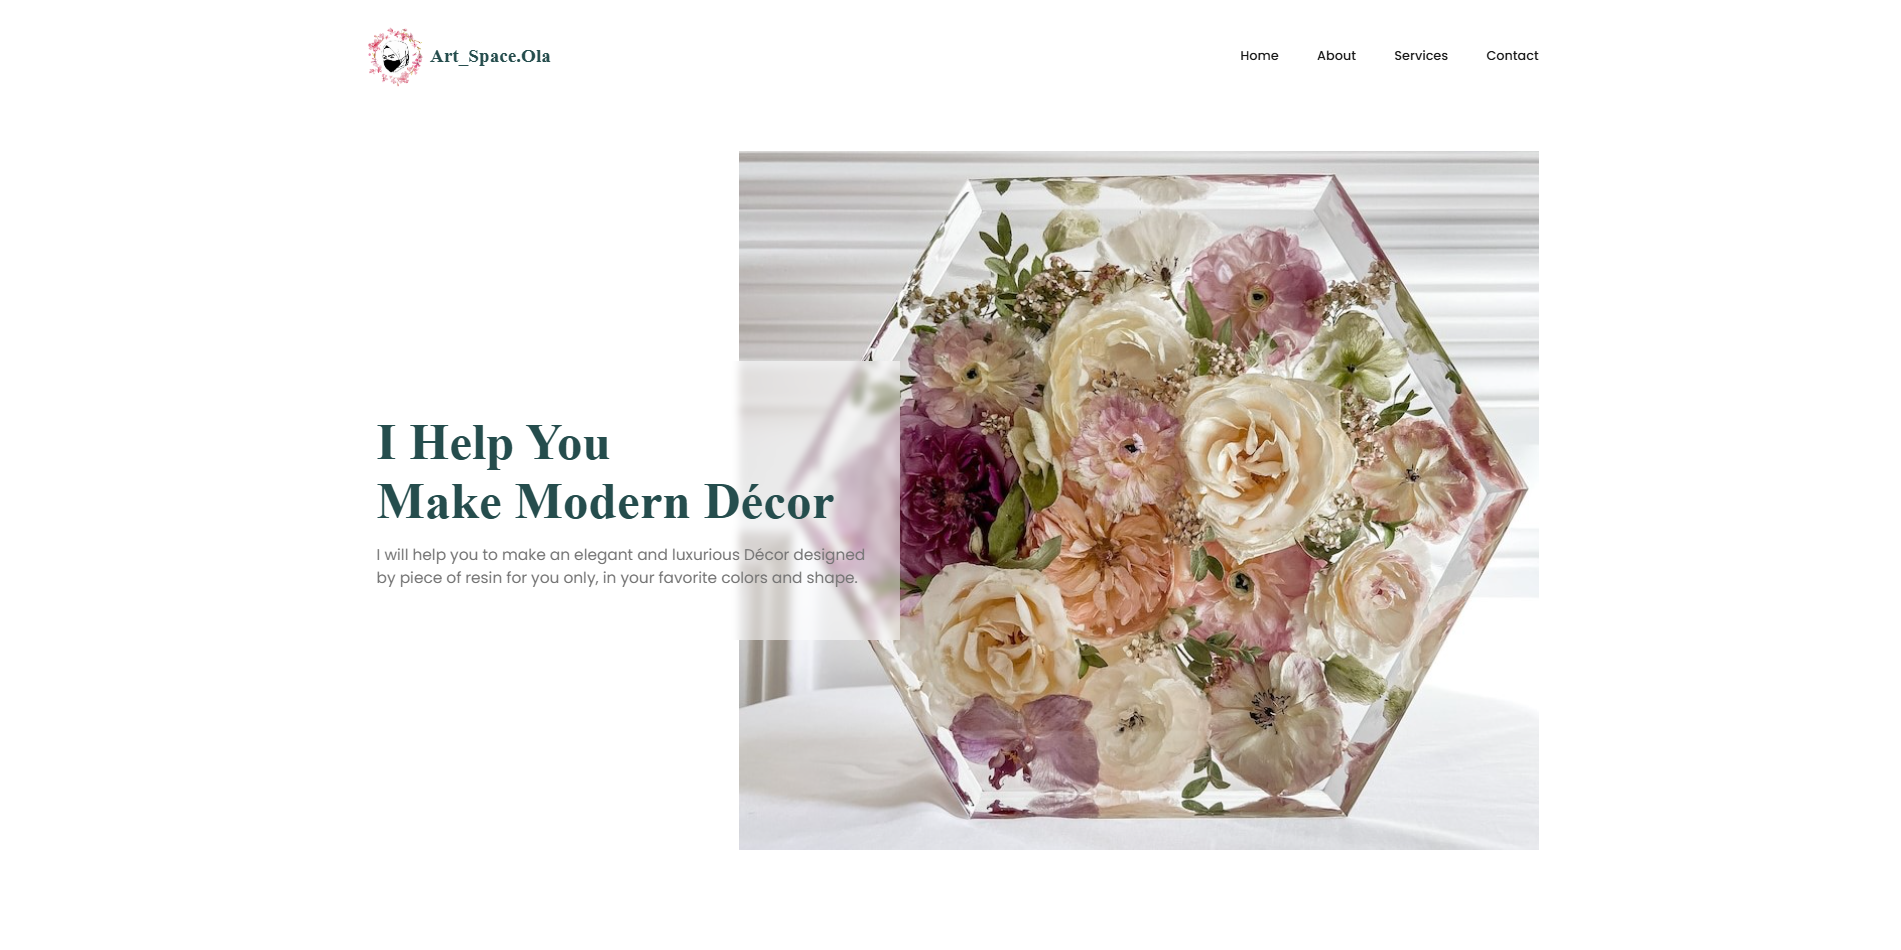 Art_Space.Ola
Home About Services Contact
I Help You
Make Modern Décor
I will help you to make an elegant and luxurious Décor designed
by piece of resin for you only, in your favorite colors and shape.